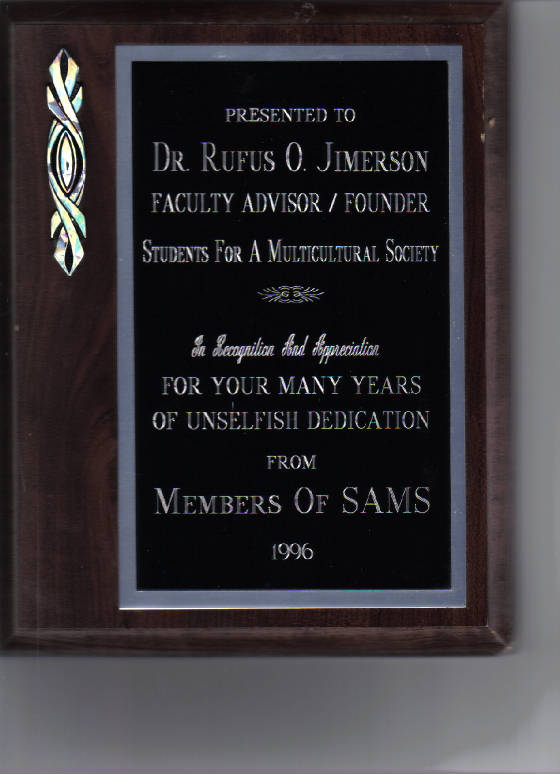 PRESENTED TO
DR. RUFUS O. JIMERSON
FACULTY ADVISOR / FOUNDER
STUDENTS FOR A MULTICULTURAL SOCIETY
In Recognition And Appreciation
FOR YOUR MANY YEARS
OF UNSELFISH DEDICATION
FROM
MEMBERS OF SAMS
1996